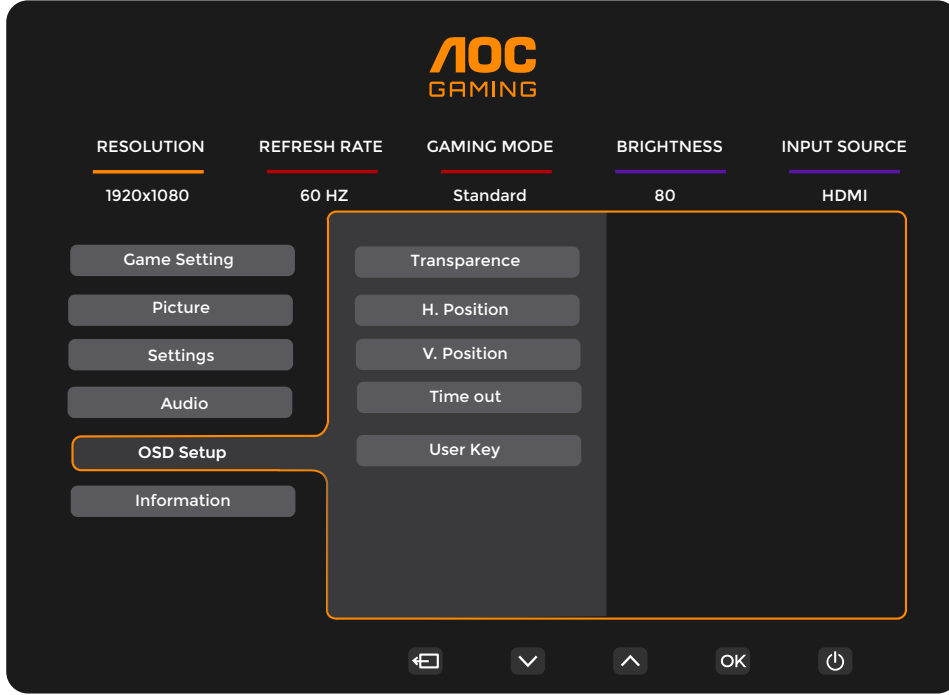 AOC
GAMING
RESOLUTION REFRESH RATE GAMING MODE BRIGHTNESS INPUT SOURCE
1920x1080 60 HZ Standard 80 HDMI
Game Setting
Picture
Settings
Audio
OSD Setup
Information
Transparence
H. Position
V. Position
Time out
User Key
OK